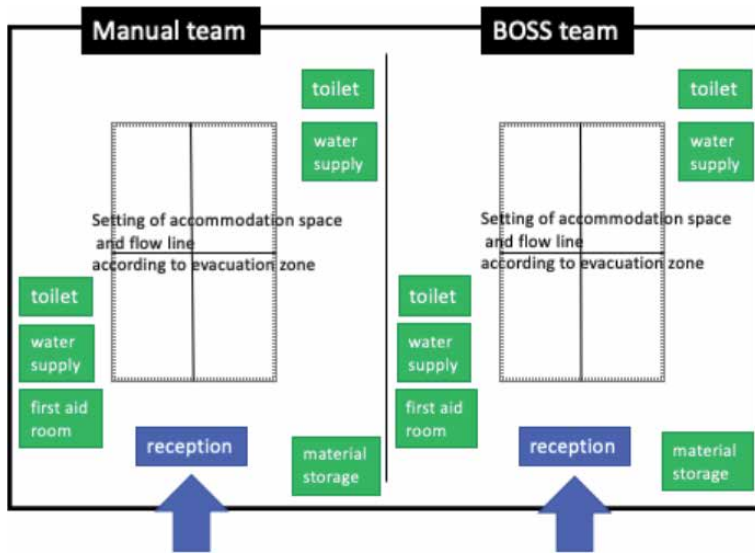 Manual team
toilet
water
supply
Setting of accommodation space
and flow line
according to evacuation zone
toilet
water
supply
first aid
room
reception
material
storage
BOSS team
toilet
water
supply
Setting of accommodation space
and flow line
according to evacuation zone
toilet
water
supply
first aid
room
reception
material
storage